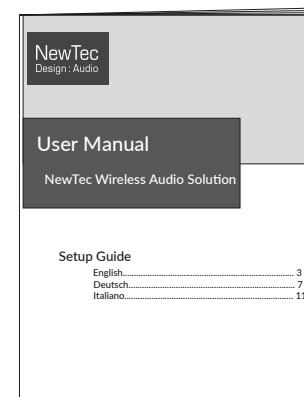 NewTec
Design : Audio
User Manual
NewTec Wireless Audio Solution
Setup Guide
English.......................................................................... 3
Deutsch........................................................................ 7
Italiano......................................................................... 11